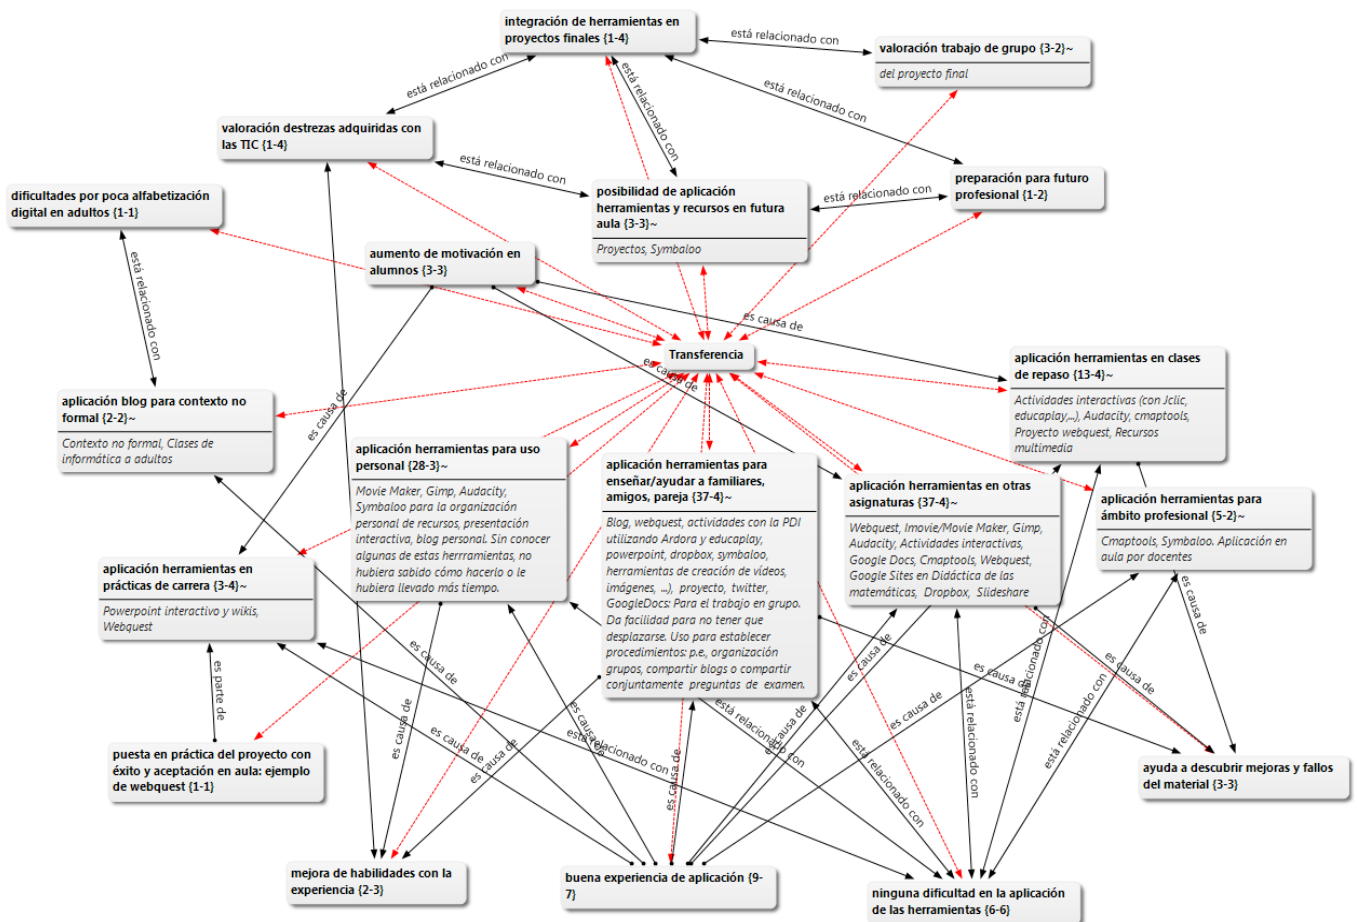 integración de herramientas en
proyectos finales {1-4}
está relacionado con
valoración trabajo de grupo {3-2}~
del proyecto final
está relacionado con
está relacionado con
está relacionado con
valoración destrezas adquiridas con
las TIC {1-4}
está relacionado con
dificultades por poca alfabetización
digital en adultos {1-1}
posibilidad de aplicación
herramientas y recursos en futura
aula {3-3}~
Proyectos, Symbaloo
está relacionado con
preparación para futuro
profesional {1-2}
aumento de motivación en
alumnos {3-3}
está relacionado con
es causa de
Transferencia
es causa de
es causa de
aplicación herramientas en clases
de repaso {13-4}~
Actividades interactivas (con Jclic,
educaplay,...), Audacity, cmaptools,
Proyecto webquest, Recursos
multimedia
aplicación blog para contexto no
formal {2-2}~
Contexto no formal, Clases de
informática a adultos
aplicación herramientas para uso
personal {28-3}~
Movie Maker, Gimp, Audacity,
Symbaloo para la organización
personal de recursos, presentación
interactiva, blog personal. Sin conocer
algunas de estas herrramientas, no
hubiera sabido cómo hacerlo o le
hubiera llevado más tiempo.
aplicación herramientas para
enseñar/ayudar a familiares,
amigos, pareja {37-4}~
Blog, webquest, actividades con la PDI
utilizando Ardora y educaplay,
powerpoint, dropbox, symbaloo,
herramientas de creación de vídeos,
imágenes, ...), proyecto, twitter,
GoogleDocs: Para el trabajo en grupo.
Da facilidad para no tener que
desplazarse. Uso para establecer
procedimientos: p.e., organización
grupos, compartir blogs o compartir
conjuntamente preguntas de examen.
aplicación herramientas en otras
asignaturas {37-4}~
Webquest, Imovie/Movie Maker, Gimp,
Audacity, Actividades interactivas,
Google Docs, Cmaptools, Webquest,
Google Sites en Didáctica de las
matemáticas, Dropbox, Slideshare
aplicación herramientas para
ámbito profesional {5-2}~
Cmaptools, Symbaloo. Aplicación en
aula por docentes
aplicación herramientas en
prácticas de carrera {3-4}~
Powerpoint interactivo y wikis,
Webquest
es parte de
es causa de
es causa de
está relacionado con
es causa de
es causa de
es causa de
es causa de
está relacionado con
es causa de
está relacionado con
es causa de
es causa de
es causa de
está relacionado con
está relacionado con
está relacionado con
es causa de
puesta en práctica del proyecto con
éxito y aceptación en aula: ejemplo
de webquest {1-1}
ayuda a descubrir mejoras y fallos
del material {3-3}
mejora de habilidades con la
experiencia {2-3}
buena experiencia de aplicación {9-
7}
ninguna dificultad en la aplicación
de las herramientas {6-6}